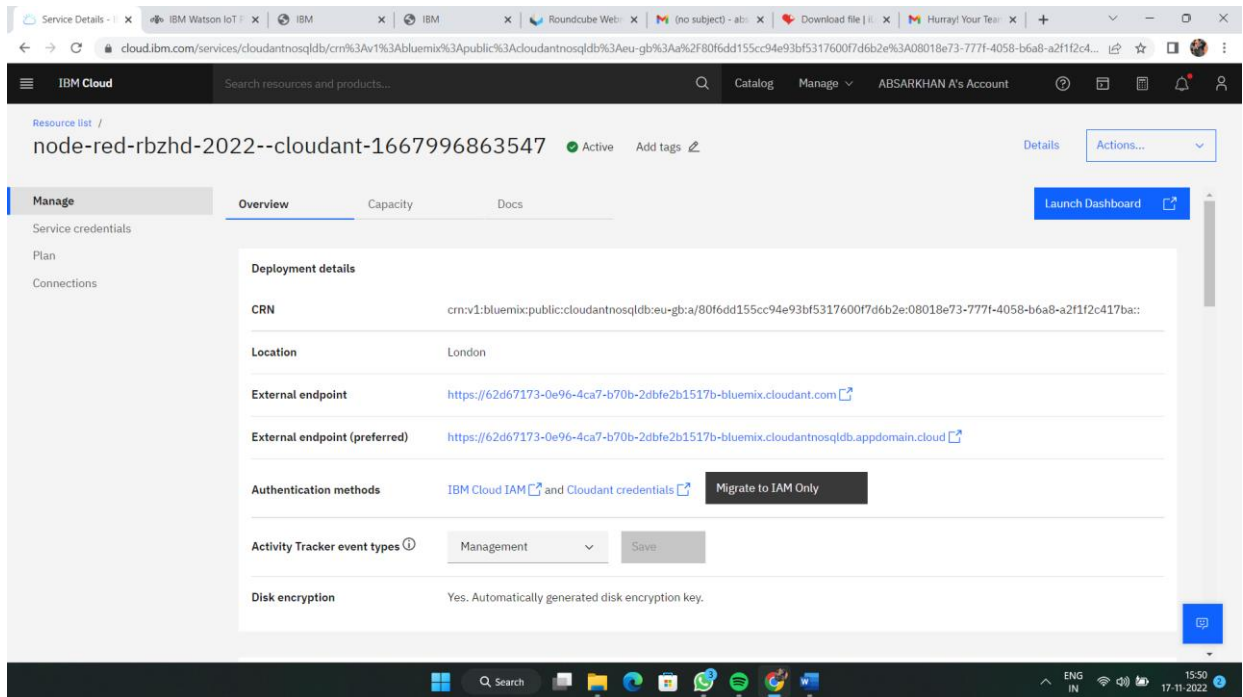 Service Details - I
IBM Watson IoT P
IBM
IBM
Roundcube Web
(no subject) - abs
Download file | iL
Hurray! Your Tear
cloud.ibm.com/services/cloudantnosqldb/crn%3Av1%3Abluemix%3Apublic%3Acloudantnosqldb%3Aeu-gb%3Aa%2F80f6dd155cc94e93bf5317600f7d6b2e%3A08018e73-777f-4058-b6a8-a2f1f2c4...
IBM Cloud
Search resources and products...
Catalog
Manage
ABSARKHAN A's Account
Resource list /
node-red-rbzhd-2022--cloudant-1667996863547
Active
Add tags
Details
Actions...
Manage
Service credentials
Plan
Connections
Overview
Capacity
Docs
Launch Dashboard
Deployment details
CRN
crn:v1:bluemix:public:cloudantnosqldb:eu-gb:a/80f6dd155cc94e93bf5317600f7d6b2e:08018e73-777f-4058-b6a8-a2f1f2c417ba::
Location
London
External endpoint
https://62d67173-0e96-4ca7-b70b-2dbfe2b1517b-bluemix.cloudant.com
External endpoint (preferred)
https://62d67173-0e96-4ca7-b70b-2dbfe2b1517b-bluemix.cloudantnosqldb.appdomain.cloud
Authentication methods
IBM Cloud IAM and Cloudant credentials
Migrate to IAM Only
Activity Tracker event types
Management
Save
Disk encryption
Yes. Automatically generated disk encryption key.
Search
3
ENG
IN
15:50
17-11-2022
2